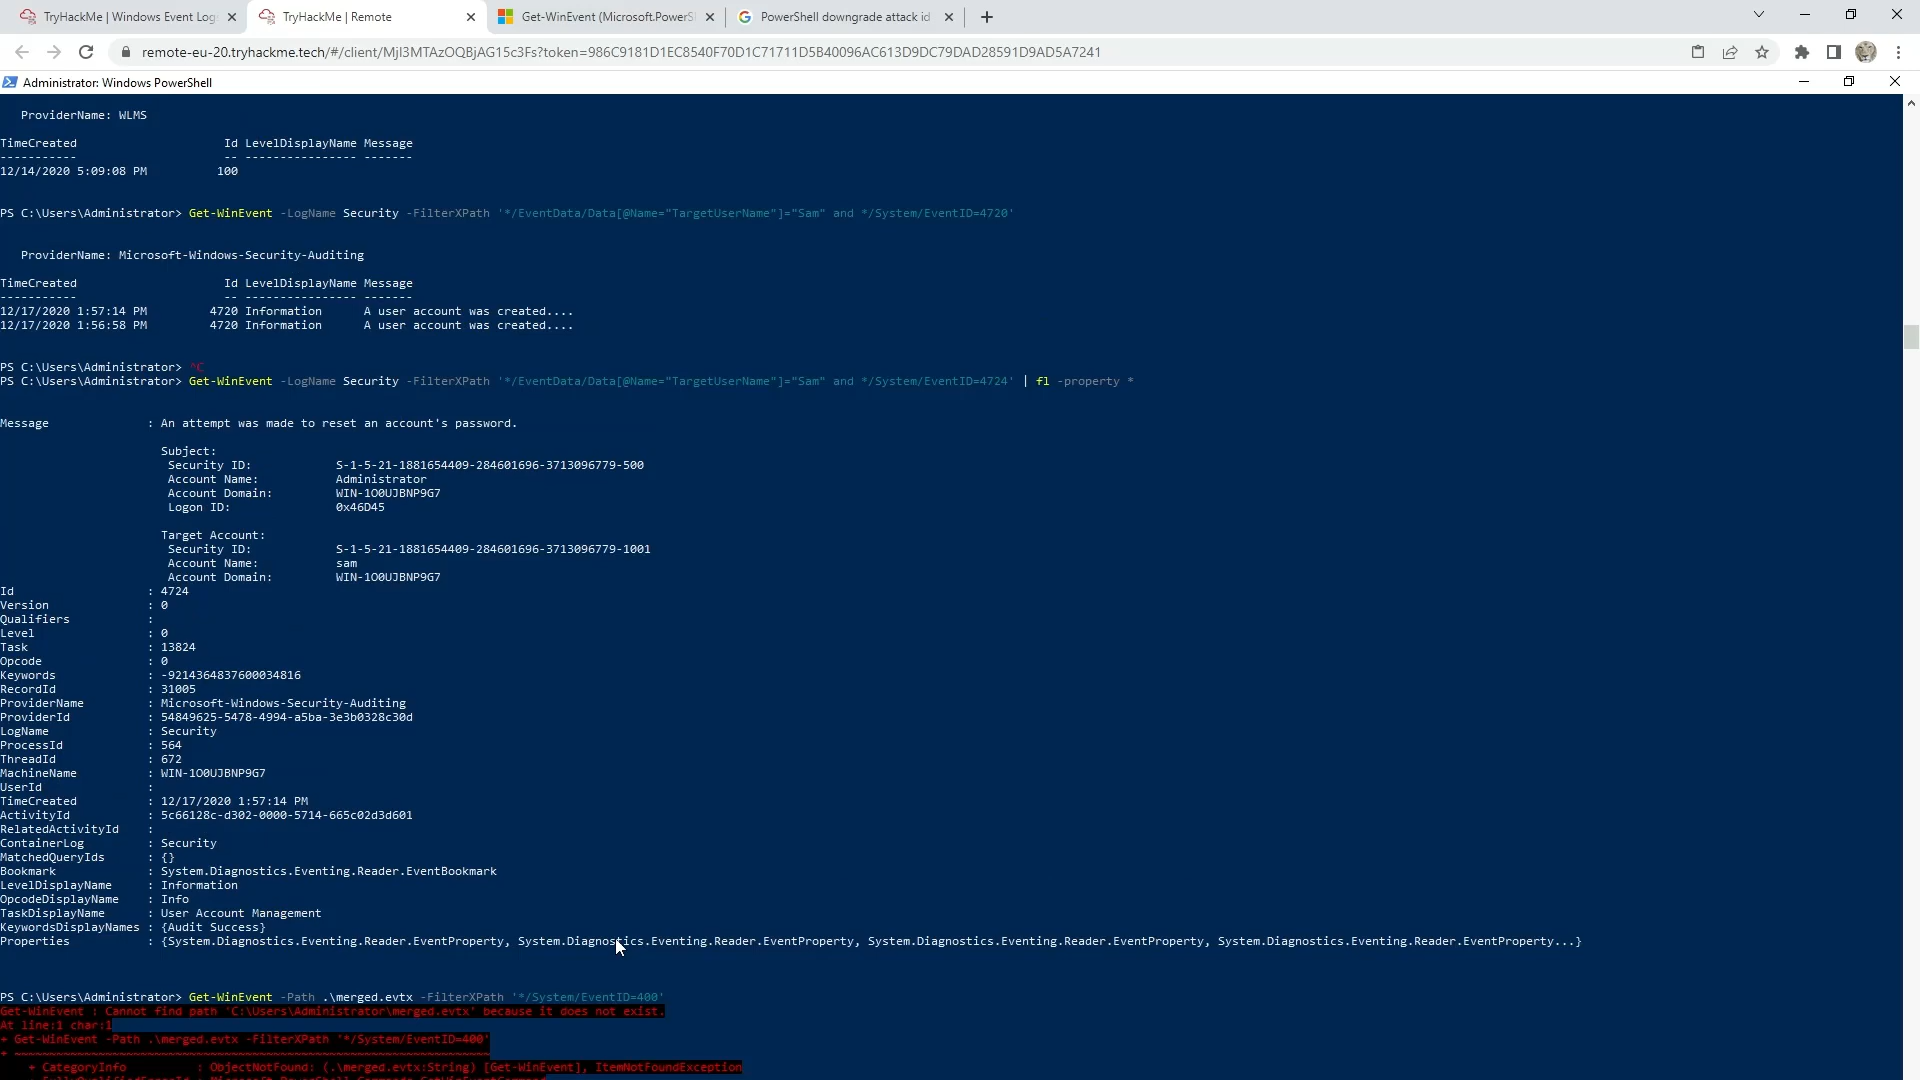 TryHackMe | Windows Event Log
TryHackMe | Remote
Get-WinEvent (Microsoft.PowerS
PowerShell downgrade attack id
remote-eu-20.tryhackme.tech/#/client/MjI3MTAzOQBjAG15c3Fs?token=986C9181D1EC8540F70D1C71711D5B40096AC613D9DC79DAD28591D9AD5A7241
Administrator: Windows PowerShell
ProviderName: WLMS
TimeCreated Id LevelDisplayName Message
----------- -- ---------------- -------
12/14/2020 5:09:08 PM 100
PS C:\Users\Administrator> Get-WinEvent -LogName Security -FilterXPath '*/EventData/Data[@Name="TargetUserName"]="Sam" and */System/EventID=4720'
ProviderName: Microsoft-Windows-Security-Auditing
TimeCreated Id LevelDisplayName Message
----------- -- ---------------- -------
12/17/2020 1:57:14 PM 4720 Information A user account was created....
12/17/2020 1:56:58 PM 4720 Information A user account was created....
PS C:\Users\Administrator> ^C
PS C:\Users\Administrator> Get-WinEvent -LogName Security -FilterXPath '*/EventData/Data[@Name="TargetUserName"]="Sam" and */System/EventID=4724' | fl -property *
Message : An attempt was made to reset an account's password.
Subject:
Security ID: S-1-5-21-1881654409-284601696-3713096779-500
Account Name: Administrator
Account Domain: WIN-1O0UJBNP9G7
Logon ID: 0x46D45
Target Account:
Security ID: S-1-5-21-1881654409-284601696-3713096779-1001
Account Name: sam
Account Domain: WIN-1O0UJBNP9G7
Id : 4724
Version : 0
Qualifiers :
Level : 0
Task : 13824
Opcode : 0
Keywords : -9214364837600034816
RecordId : 31005
ProviderName : Microsoft-Windows-Security-Auditing
ProviderId : 54849625-5478-4994-a5ba-3e3b0328c30d
LogName : Security
ProcessId : 564
ThreadId : 672
MachineName : WIN-1O0UJBNP9G7
UserId :
TimeCreated : 12/17/2020 1:57:14 PM
ActivityId : 5c66128c-d302-0000-5714-665c02d3d601
RelatedActivityId :
ContainerLog : Security
MatchedQueryIds : {}
Bookmark : System.Diagnostics.Eventing.Reader.EventBookmark
LevelDisplayName : Information
OpcodeDisplayName : Info
TaskDisplayName : User Account Management
KeywordsDisplayNames : {Audit Success}
Properties : {System.Diagnostics.Eventing.Reader.EventProperty, System.Diagnostics.Eventing.Reader.EventProperty, System.Diagnostics.Eventing.Reader.EventProperty, System.Diagnostics.Eventing.Reader.EventProperty...}
PS C:\Users\Administrator> Get-WinEvent -Path .\merged.evtx -FilterXPath '*/System/EventID=400'
Get-WinEvent : Cannot find path 'C:\Users\Administrator\merged.evtx' because it does not exist.
At line:1 char:1
+ Get-WinEvent -Path .\merged.evtx -FilterXPath '*/System/EventID=400'
+ ~~~~~~~~~~~~~~~~~~~~~~~~~~~~~~~~~~~~~~~~~~~~~~~~~~~~~~~~~~~~~~~~~~~~
+ CategoryInfo : ObjectNotFound: (.\merged.evtx:String) [Get-WinEvent], ItemNotFoundException